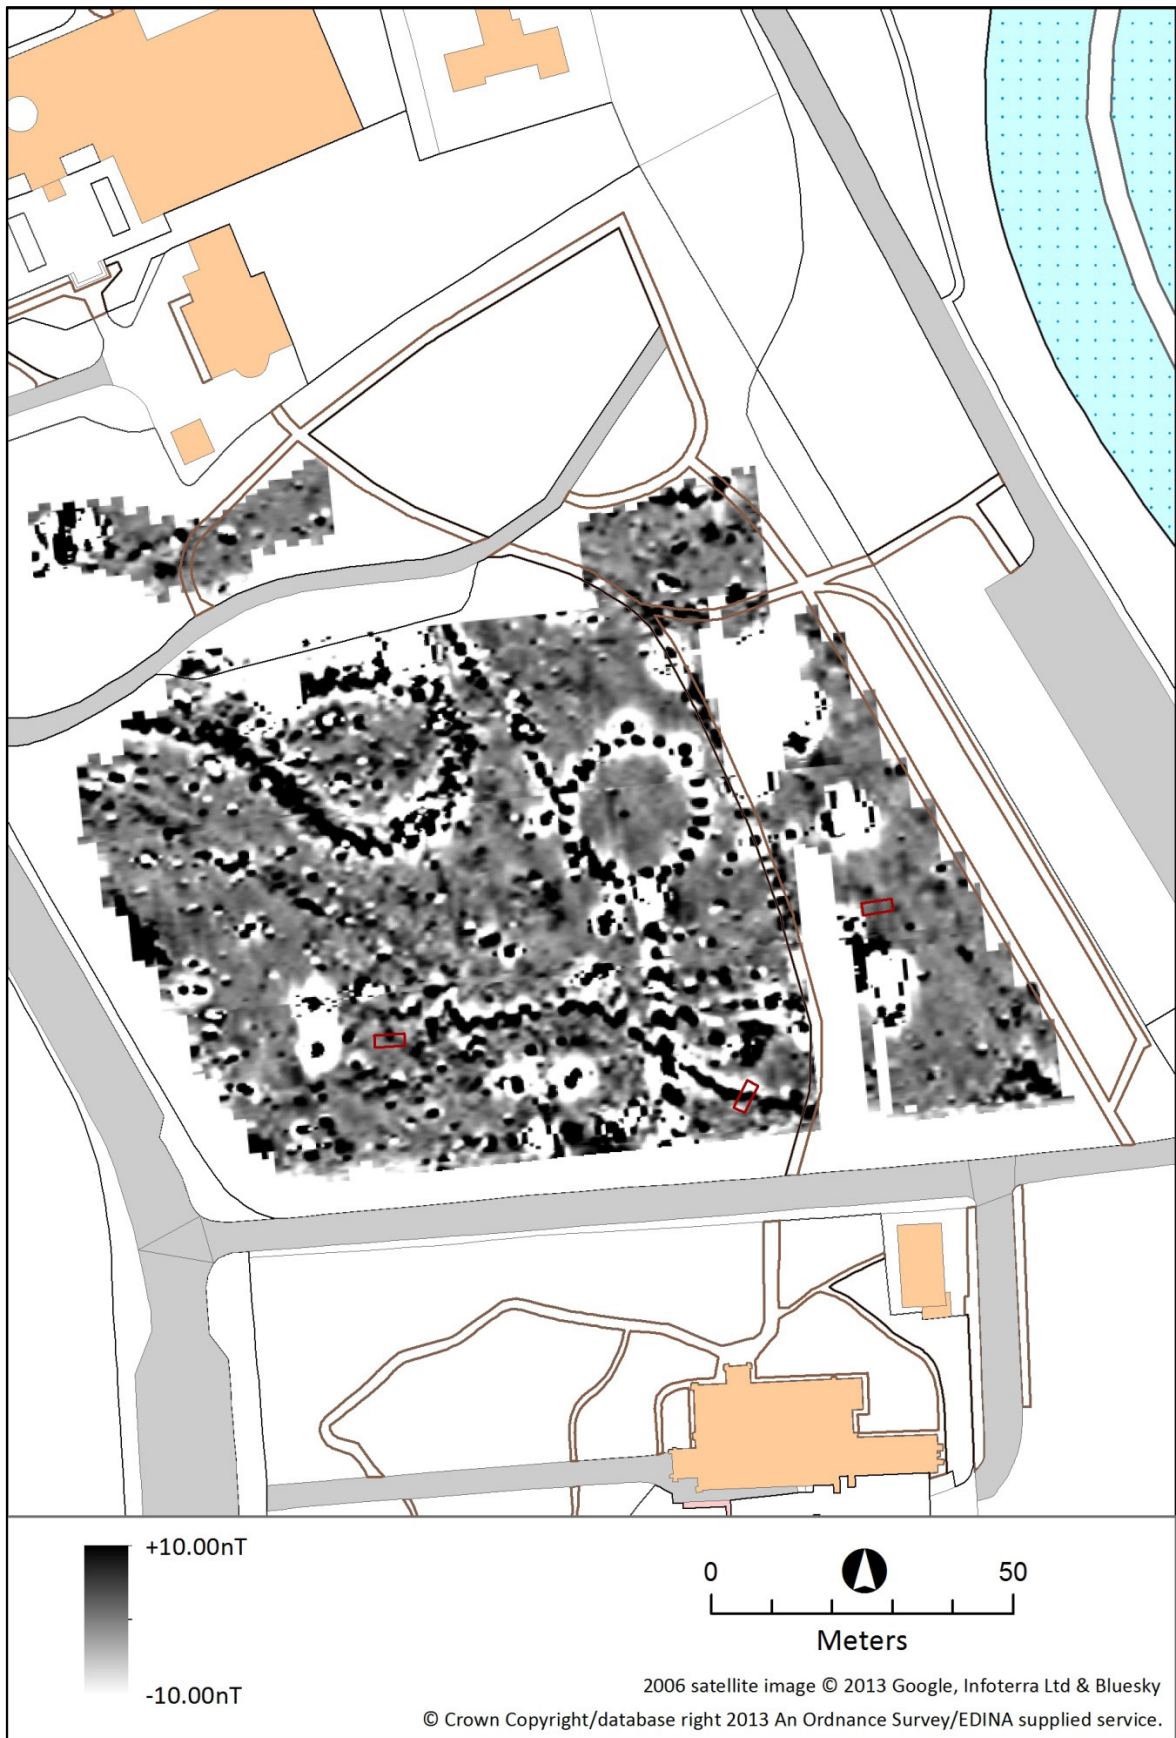 +10.00nT
-10.00nT
0 50
Meters
2006 satellite image © 2013 Google, Infoterra Ltd & Bluesky
© Crown Copyright/database right 2013 An Ordnance Survey/EDINA supplied service.